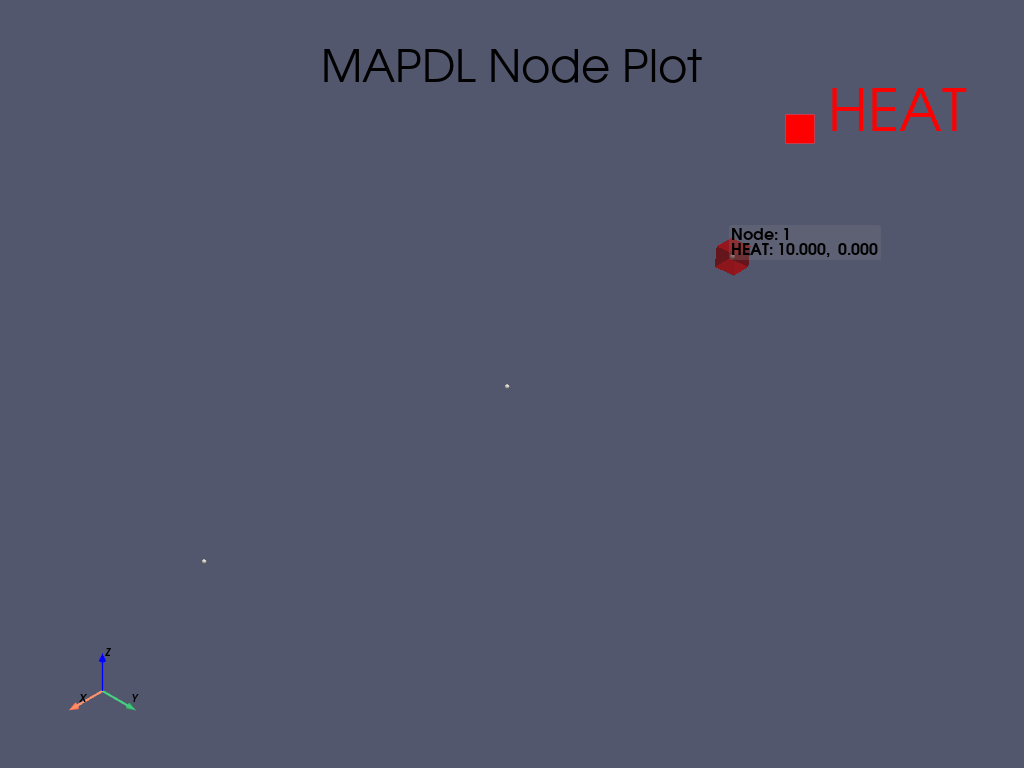 MAPDL Node Plot
HEAT
Node: 1
HEAT: 10.000, 0.000
Z
X
Y